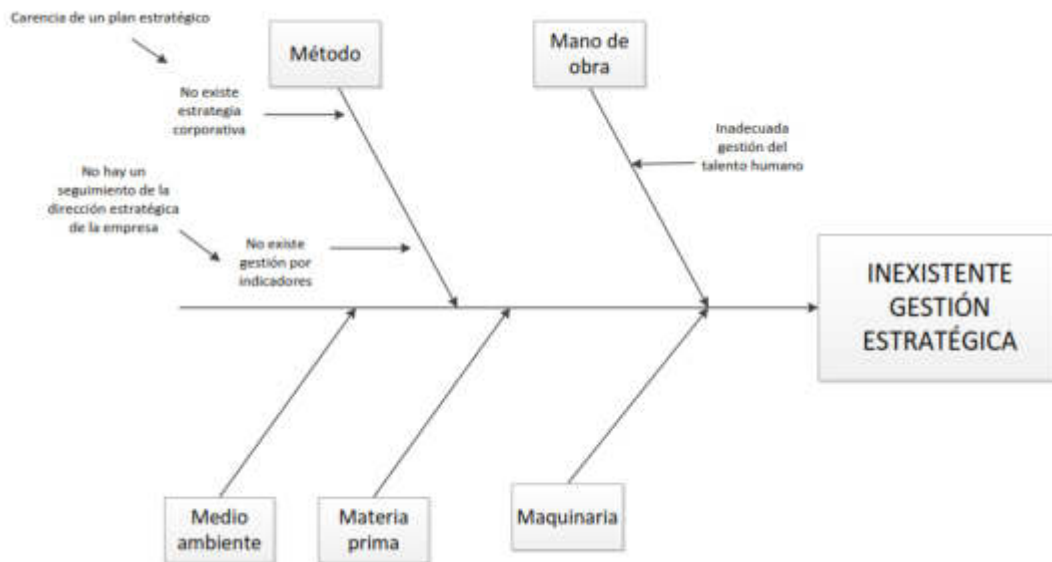 Carencia de un plan estratégico
Método
Mano de
obra
No existe
estrategia
corporativa
Inadecuada
gestión del
talento humano
No hay un
seguimiento de la
dirección estratégica
de la empresa
No existe
gestión por
indicadores
INEXISTENTE
GESTIÓN
ESTRATÉGICA
Medio
ambiente
Materia
prima
Maquinaria